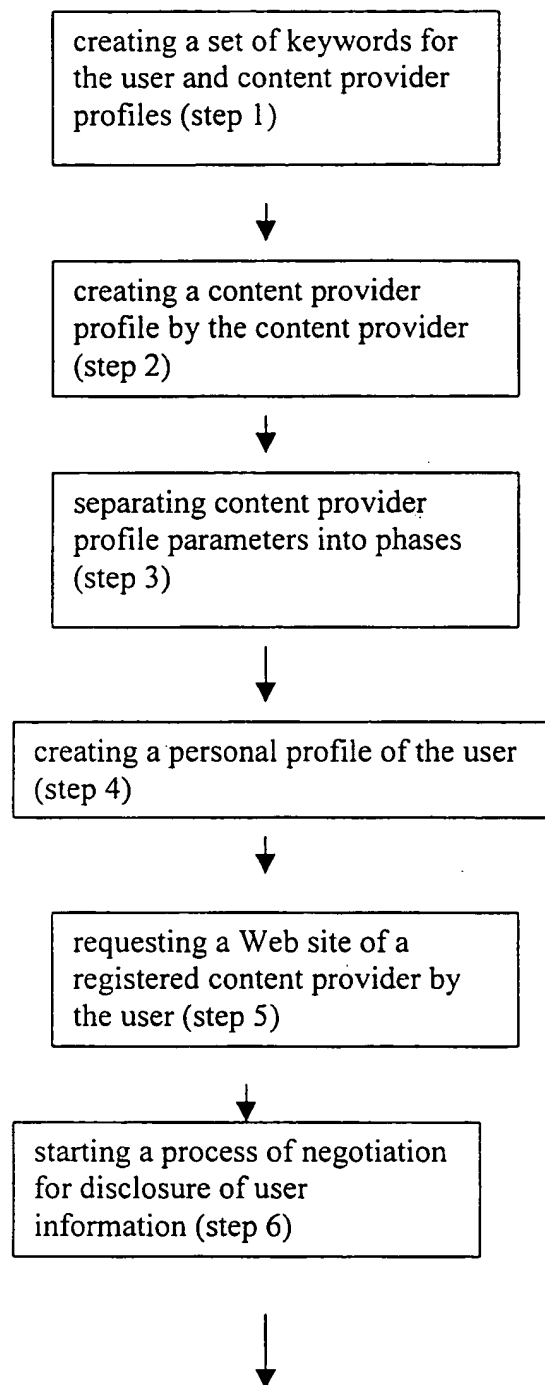 creating a set of keywords for
the user and content provider
profiles (step 1)
creating a content provider
profile by the content provider
(step 2)
separating content provider
profile parameters into phases
(step 3)
creating a personal profile of the user
(step 4)
requesting a Web site of a
registered content provider by
the user (step 5)
starting a process of negotiation
for disclosure of user
information (step 6)